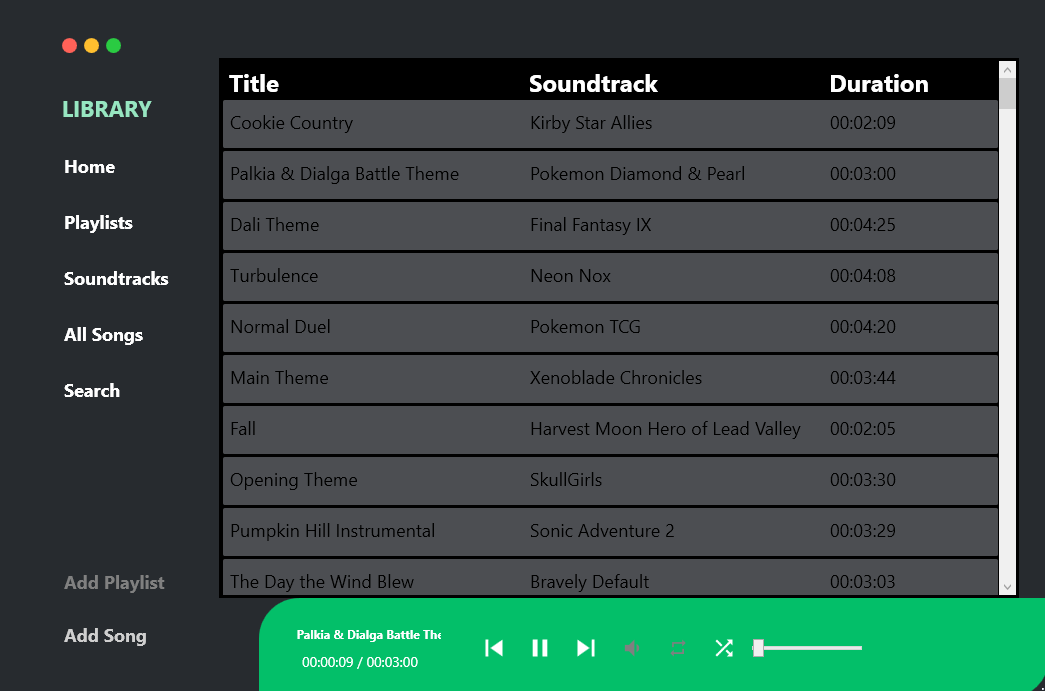 LIBRARY
Home
Playlists
Soundtracks
All Songs
Search
Add Playlist
Add Song
Title Soundtrack Duration
Cookie Country Kirby Star Allies 00:02:09
Palkia & Dialga Battle Theme Pokemon Diamond & Pearl 00:03:00
Dali Theme Final Fantasy IX 00:04:25
Turbulence Neon Nox 00:04:08
Normal Duel Pokemon TCG 00:04:20
Main Theme Xenoblade Chronicles 00:03:44
Fall Harvest Moon Hero of Lead Valley 00:02:05
Opening Theme SkullGirls 00:03:30
Pumpkin Hill Instrumental Sonic Adventure 2 00:03:29
The Day the Wind Blew Bravely Default 00:03:03
Palkia & Dialga Battle The
00:00:09 / 00:03:00